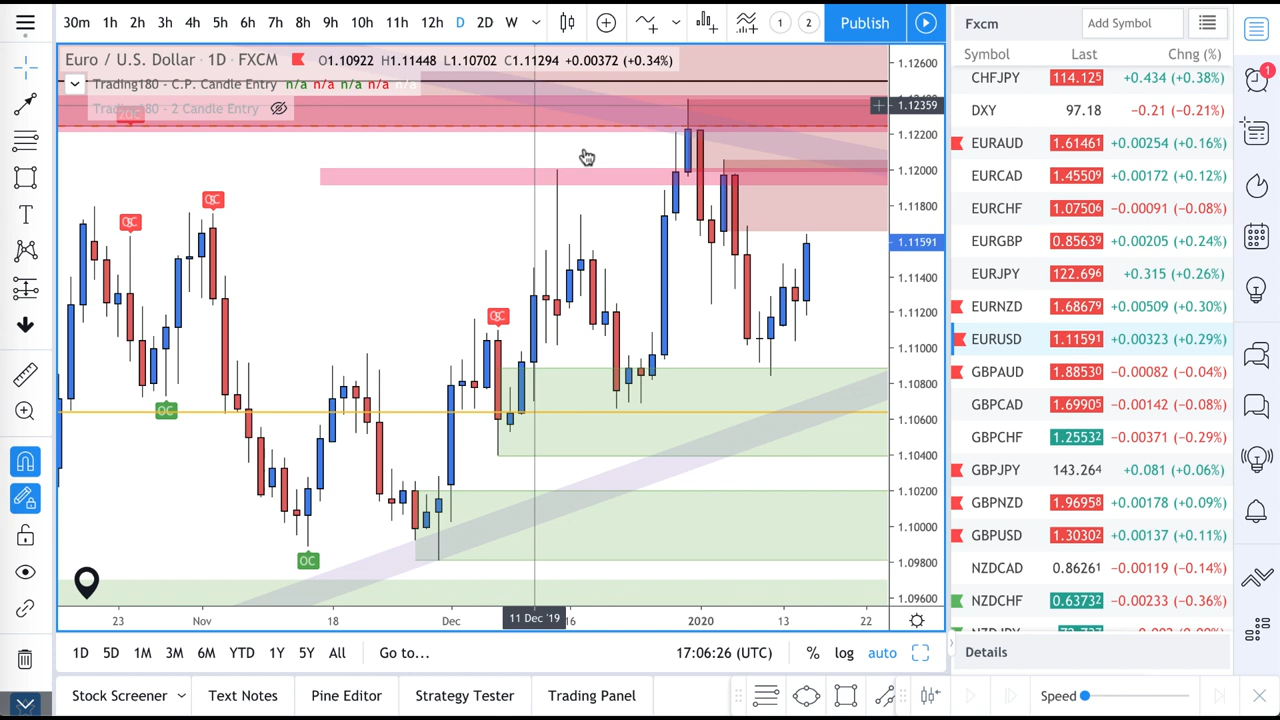 30m 1h 2h 3h 4h 5h 6h 7h 8h 9h 10h 11h 12h D 2D W 1 2 Publish
Euro / U.S. Dollar · 1D · FXCM O1.10922 H1.11448 L1.10702 C1.11294 +0.00372 (+0.34%)
Trading180 - C.P. Candle Entry n/a n/a n/a n/a n/a
Trading180 - 2 Candle Entry
OC
OC
OC
1.12600
1.12359
1.12200
1.12000
1.11800
1.11591
1.11400
1.11200
1.11000
1.10800
1.10600
1.10400
1.10200
1.10000
1.09800
1.09600
23 Nov 18 Dec 11 Dec '19 16 2020 13 22
1D 5D 1M 3M 6M YTD 1Y 5Y All Go to... 17:06:26 (UTC) % log auto
Stock Screener Text Notes Pine Editor Strategy Tester Trading Panel Speed
Fxcm Add Symbol
Symbol Last Chng (%)
CHFJPY 114.125 +0.434 (+0.38%)
DXY 97.18 -0.21 (-0.21%)
EURAUD 1.61461 +0.00254 (+0.16%)
EURCAD 1.45509 +0.00172 (+0.12%)
EURCHF 1.07506 -0.00091 (-0.08%)
EURGBP 0.85639 +0.00205 (+0.24%)
EURJPY 122.696 +0.315 (+0.26%)
EURNZD 1.68679 +0.00509 (+0.30%)
EURUSD 1.11591 +0.00323 (+0.29%)
GBPAUD 1.88530 -0.00082 (-0.04%)
GBPCAD 1.69905 -0.00142 (-0.08%)
GBPCHF 1.25532 -0.00371 (-0.29%)
GBPJPY 143.264 +0.081 (+0.06%)
GBPNZD 1.96958 +0.00178 (+0.09%)
GBPUSD 1.30302 +0.00137 (+0.11%)
NZDCAD 0.86261 -0.00119 (-0.14%)
NZDCHF 0.63732 -0.00233 (-0.36%)
Details
1